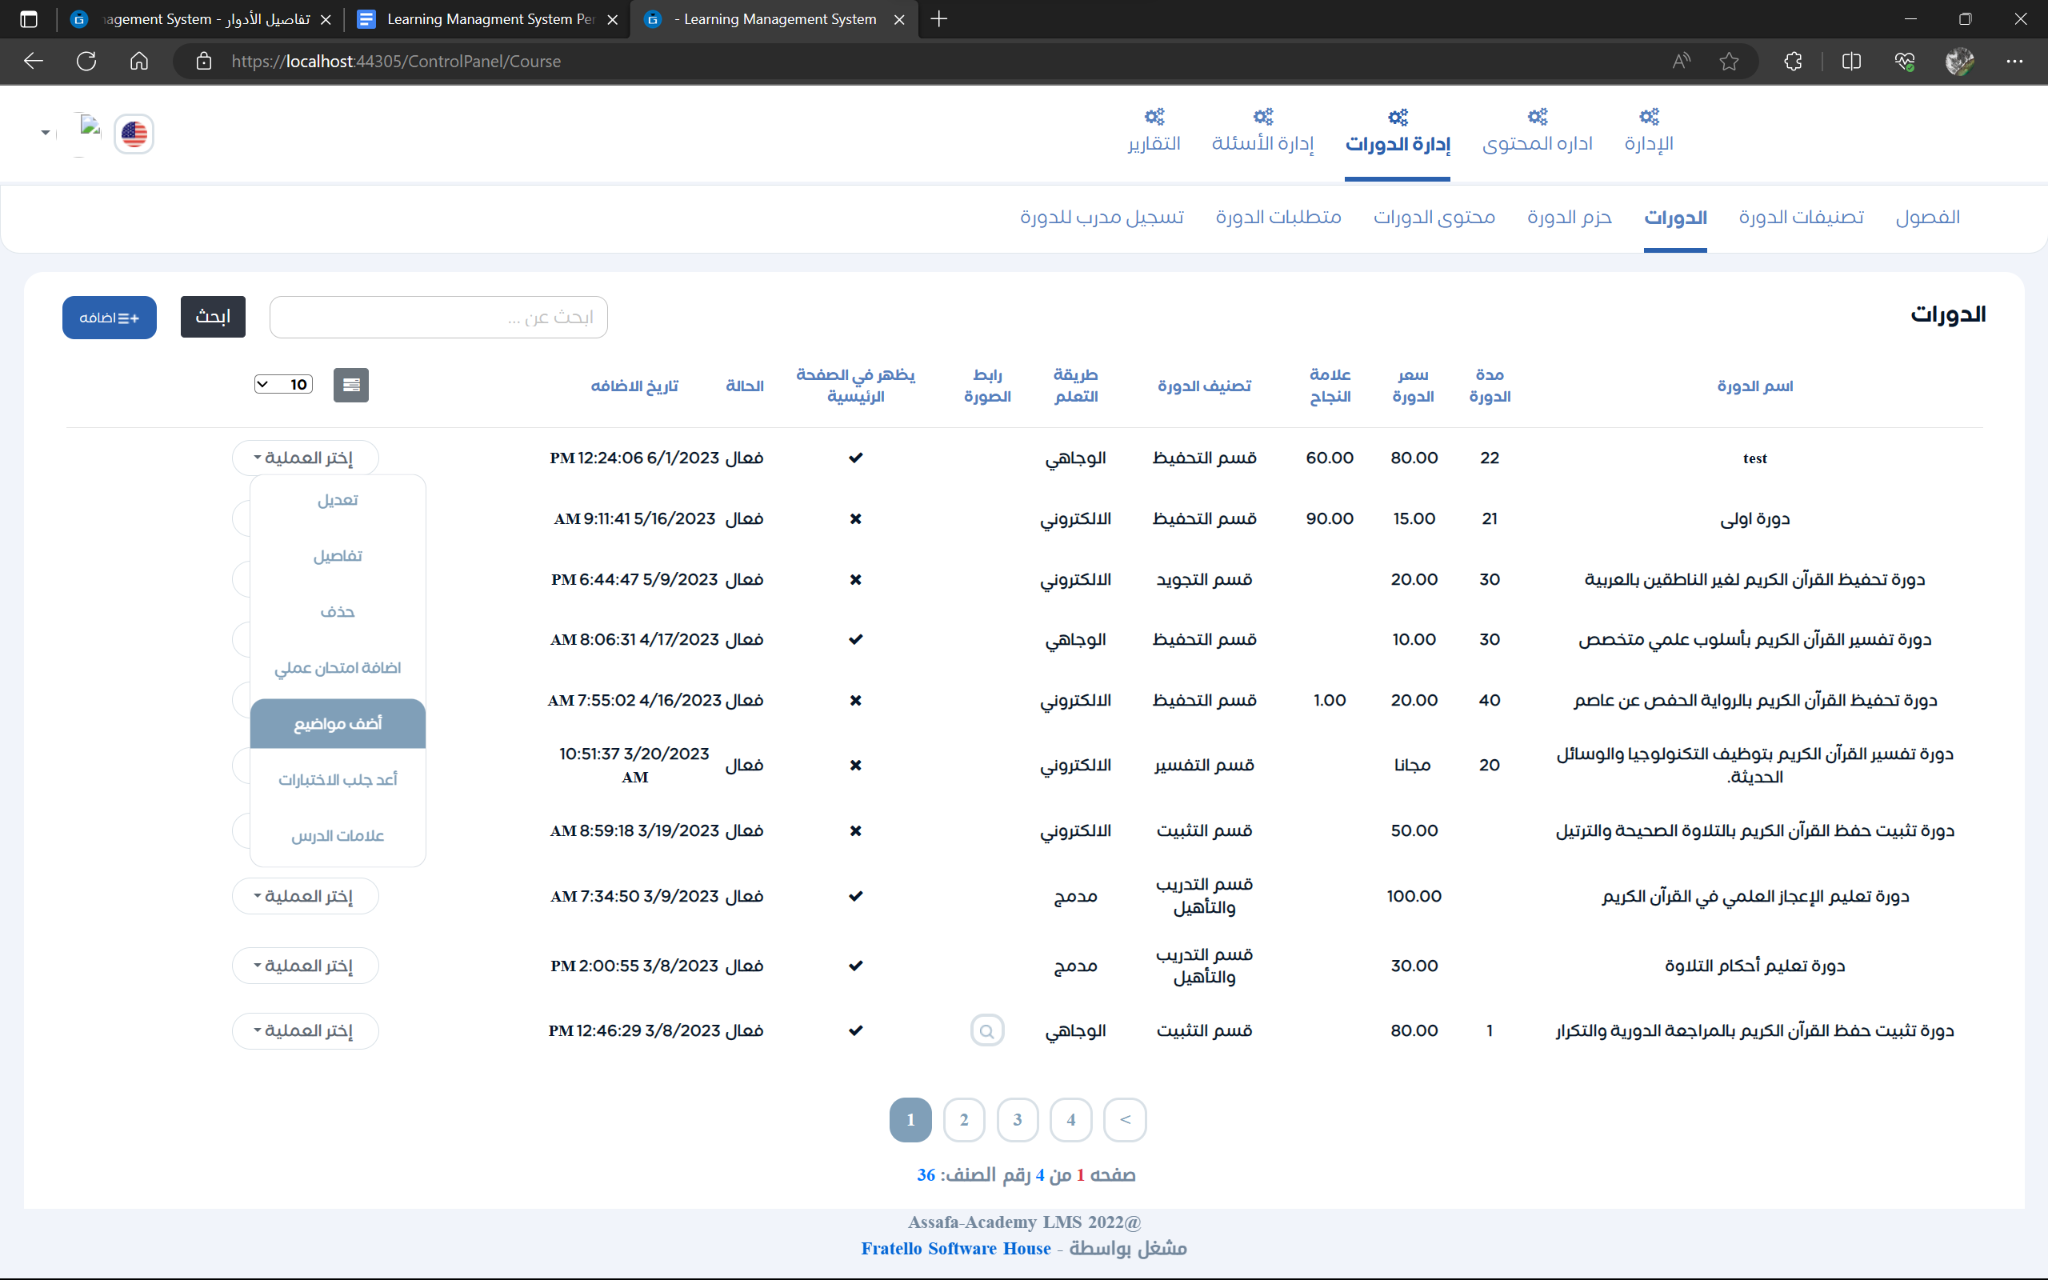 agement System - تفاصيل الأدوار
Learning Managment System Per
- Learning Management System
https://localhost:44305/ControlPanel/Course
الإدارة
اداره المحتوى
إدارة الدورات
إدارة الأسئلة
التقارير
الفصول
تصنيفات الدورة
الدورات
حزم الدورة
محتوى الدورات
متطلبات الدورة
تسجيل مدرب للدورة
الدورات
ابحث عن ...
ابحث
اضافه
اسم الدورة
مدة الدورة
سعر الدورة
علامة النجاح
تصنيف الدورة
طريقة التعلم
رابط الصورة
يظهر في الصفحة الرئيسية
الحالة
تاريخ الاضافه
10
test 22 80.00 60.00 قسم التحفيظ الوجاهي ✔ فعال 6/1/2023 12:24:06 PM إختر العملية
دورة اولى 21 15.00 90.00 قسم التحفيظ الالكتروني ✖ فعال 5/16/2023 9:11:41 AM
دورة تحفيظ القرآن الكريم لغير الناطقين بالعربية 30 20.00 قسم التجويد الالكتروني ✖ فعال 5/9/2023 6:44:47 PM
دورة تفسير القرآن الكريم بأسلوب علمي متخصص 30 10.00 قسم التحفيظ الوجاهي ✔ فعال 4/17/2023 8:06:31 AM
دورة تحفيظ القرآن الكريم بالرواية الحفص عن عاصم 40 20.00 1.00 قسم التحفيظ الالكتروني ✖ فعال 4/16/2023 7:55:02 AM
دورة تفسير القرآن الكريم بتوظيف التكنولوجيا والوسائل الحديثة. 20 مجانا قسم التفسير الالكتروني ✖ فعال 3/20/2023 10:51:37 AM
دورة تثبيت حفظ القرآن الكريم بالتلاوة الصحيحة والترتيل 50.00 قسم التثبيت الالكتروني ✖ فعال 3/19/2023 8:59:18 AM
دورة تعليم الإعجاز العلمي في القرآن الكريم 100.00 قسم التدريب والتأهيل مدمج ✔ فعال 3/9/2023 7:34:50 AM إختر العملية
دورة تعليم أحكام التلاوة 30.00 قسم التدريب والتأهيل مدمج ✔ فعال 3/8/2023 2:00:55 PM إختر العملية
دورة تثبيت حفظ القرآن الكريم بالمراجعة الدورية والتكرار 1 80.00 قسم التثبيت الوجاهي ✔ فعال 3/8/2023 12:46:29 PM إختر العملية
تعديل
تفاصيل
حذف
اضافة امتحان عملي
أضف مواضيع
أعد جلب الاختبارات
علامات الدرس
1 2 3 4 >
صفحه 1 من 4 رقم الصنف: 36
Assafa-Academy LMS 2022@
مشغل بواسطة - Fratello Software House